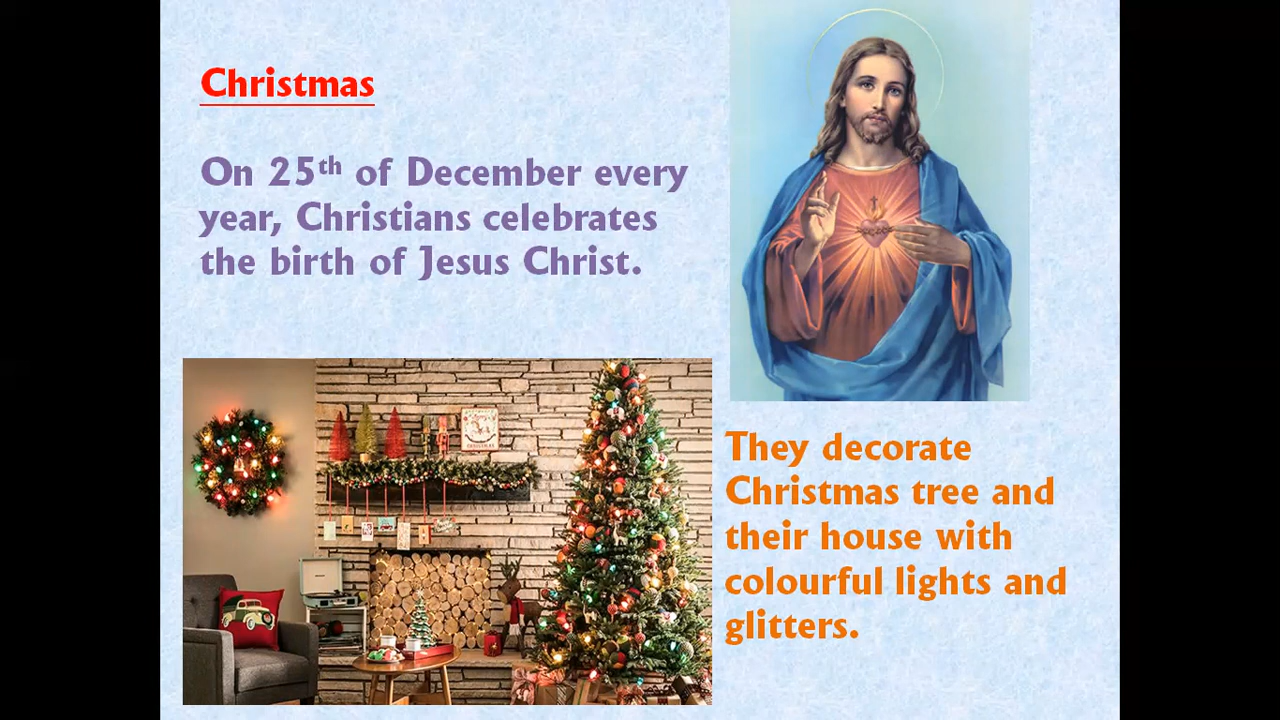 Christmas
On 25th of December every
year, Christians celebrates
the birth of Jesus Christ.
They decorate
Christmas tree and
their house with
colourful lights and
glitters.